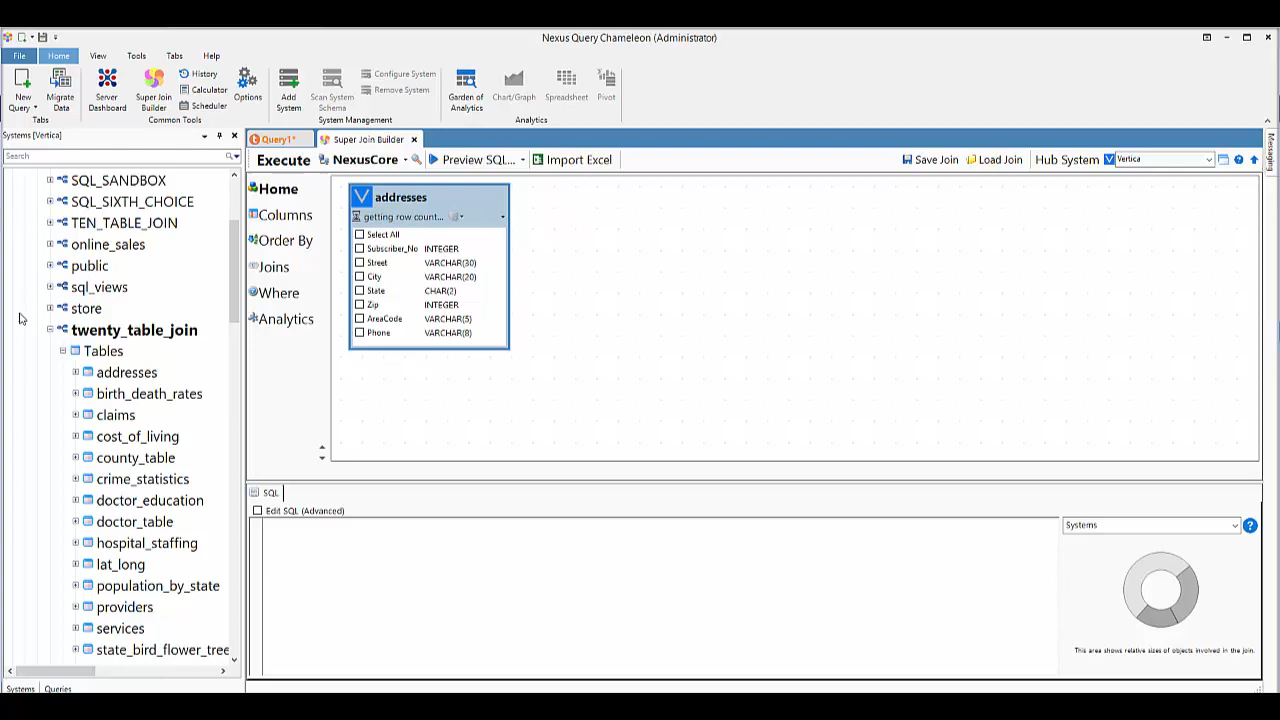 Nexus Query Chameleon (Administrator)
File Home View Tools Tabs Help
New Query
Migrate Data
Tabs
Server Dashboard
Super Join Builder
History
Calculator
Scheduler
Common Tools
Options
Add System
Scan System Schema
Configure System
Remove System
System Management
Garden of Analytics
Chart/Graph
Spreadsheet
Pivot
Analytics
Systems [Vertica]
Search
SQL_SANDBOX
SQL_SIXTH_CHOICE
TEN_TABLE_JOIN
online_sales
public
sql_views
store
twenty_table_join
Tables
addresses
birth_death_rates
claims
cost_of_living
county_table
crime_statistics
doctor_education
doctor_table
hospital_staffing
lat_long
population_by_state
providers
services
state_bird_flower_tree
Systems Queries
Query1* Super Join Builder
Execute NexusCore Preview SQL... Import Excel Save Join Load Join Hub System Vertica
Messaging
Home
Columns
Order By
Joins
Where
Analytics
addresses
getting row count...
Select All
Subscriber_No INTEGER
Street VARCHAR(30)
City VARCHAR(20)
State CHAR(2)
Zip INTEGER
AreaCode VARCHAR(5)
Phone VARCHAR(8)
SQL
Edit SQL (Advanced)
Systems
This area shows relative sizes of objects involved in the join.